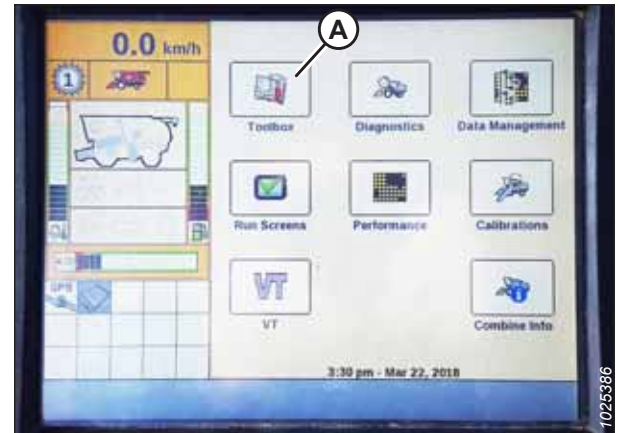 A
0.0 km/h
1
Toolbox
Diagnostics
Data Management
Run Screens
Performance
Calibrations
GPS
VT
VT
Combine Info
3:30 pm - Mar 22, 2018
1025386